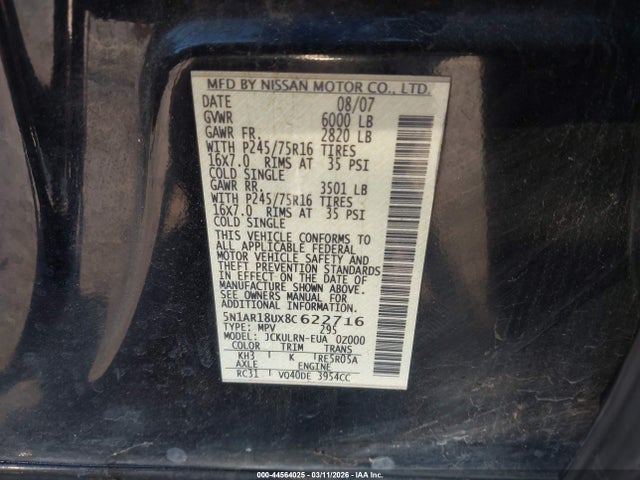 MFD BY NISSAN MOTOR CO., LTD.
DATE 08/07
GVWR 6000 LB
GAWR FR. 2820 LB
WITH P245/75R16 TIRES
16X7.0 RIMS AT 35 PSI
COLD SINGLE
GAWR RR. 3501 LB
WITH P245/75R16 TIRES
16X7.0 RIMS AT 35 PSI
COLD SINGLE
THIS VEHICLE CONFORMS TO
ALL APPLICABLE FEDERAL
MOTOR VEHICLE SAFETY AND
THEFT PREVENTION STANDARDS
IN EFFECT ON THE DATE OF
MANUFACTURE SHOWN ABOVE.
SEE OWNERS MANUAL FOR
ADDITIONAL INFORMATION.
5N1AR18UX8C622716
TYPE: MPV Z95
MODEL: JCKULRN-EUA 0Z000
COLOR TRIM TRANS
KH3 K RE5R05A
AXLE ENGINE
RC31 VQ40DE 3954CC
000-44564025 - 03/11/2026 - COPYRIGHT IAA, LLC.